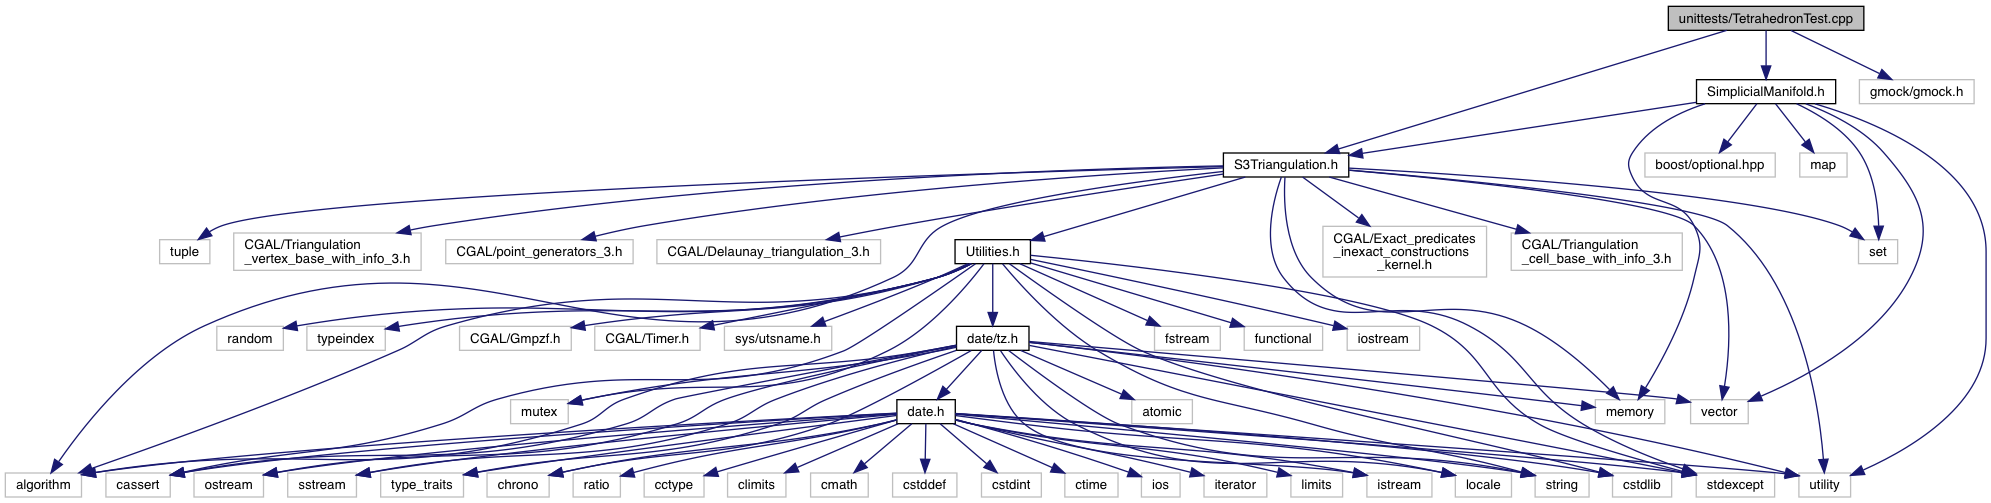 unittests/TetrahedronTest.cpp
SimplicialManifold.h
gmock/gmock.h
S3Triangulation.h
boost/optional.hpp
map
tuple
CGAL/Triangulation
_vertex_base_with_info_3.h
CGAL/point_generators_3.h
CGAL/Delaunay_triangulation_3.h
Utilities.h
CGAL/Exact_predicates
_inexact_constructions
_kernel.h
CGAL/Triangulation
_cell_base_with_info_3.h
set
random
typeindex
CGAL/Gmpzf.h
CGAL/Timer.h
sys/utsname.h
date/tz.h
fstream
functional
iostream
mutex
date.h
atomic
memory
vector
algorithm
cassert
ostream
sstream
type_traits
chrono
ratio
cctype
climits
cmath
cstddef
cstdint
ctime
ios
iterator
limits
istream
locale
string
cstdlib
stdexcept
utility